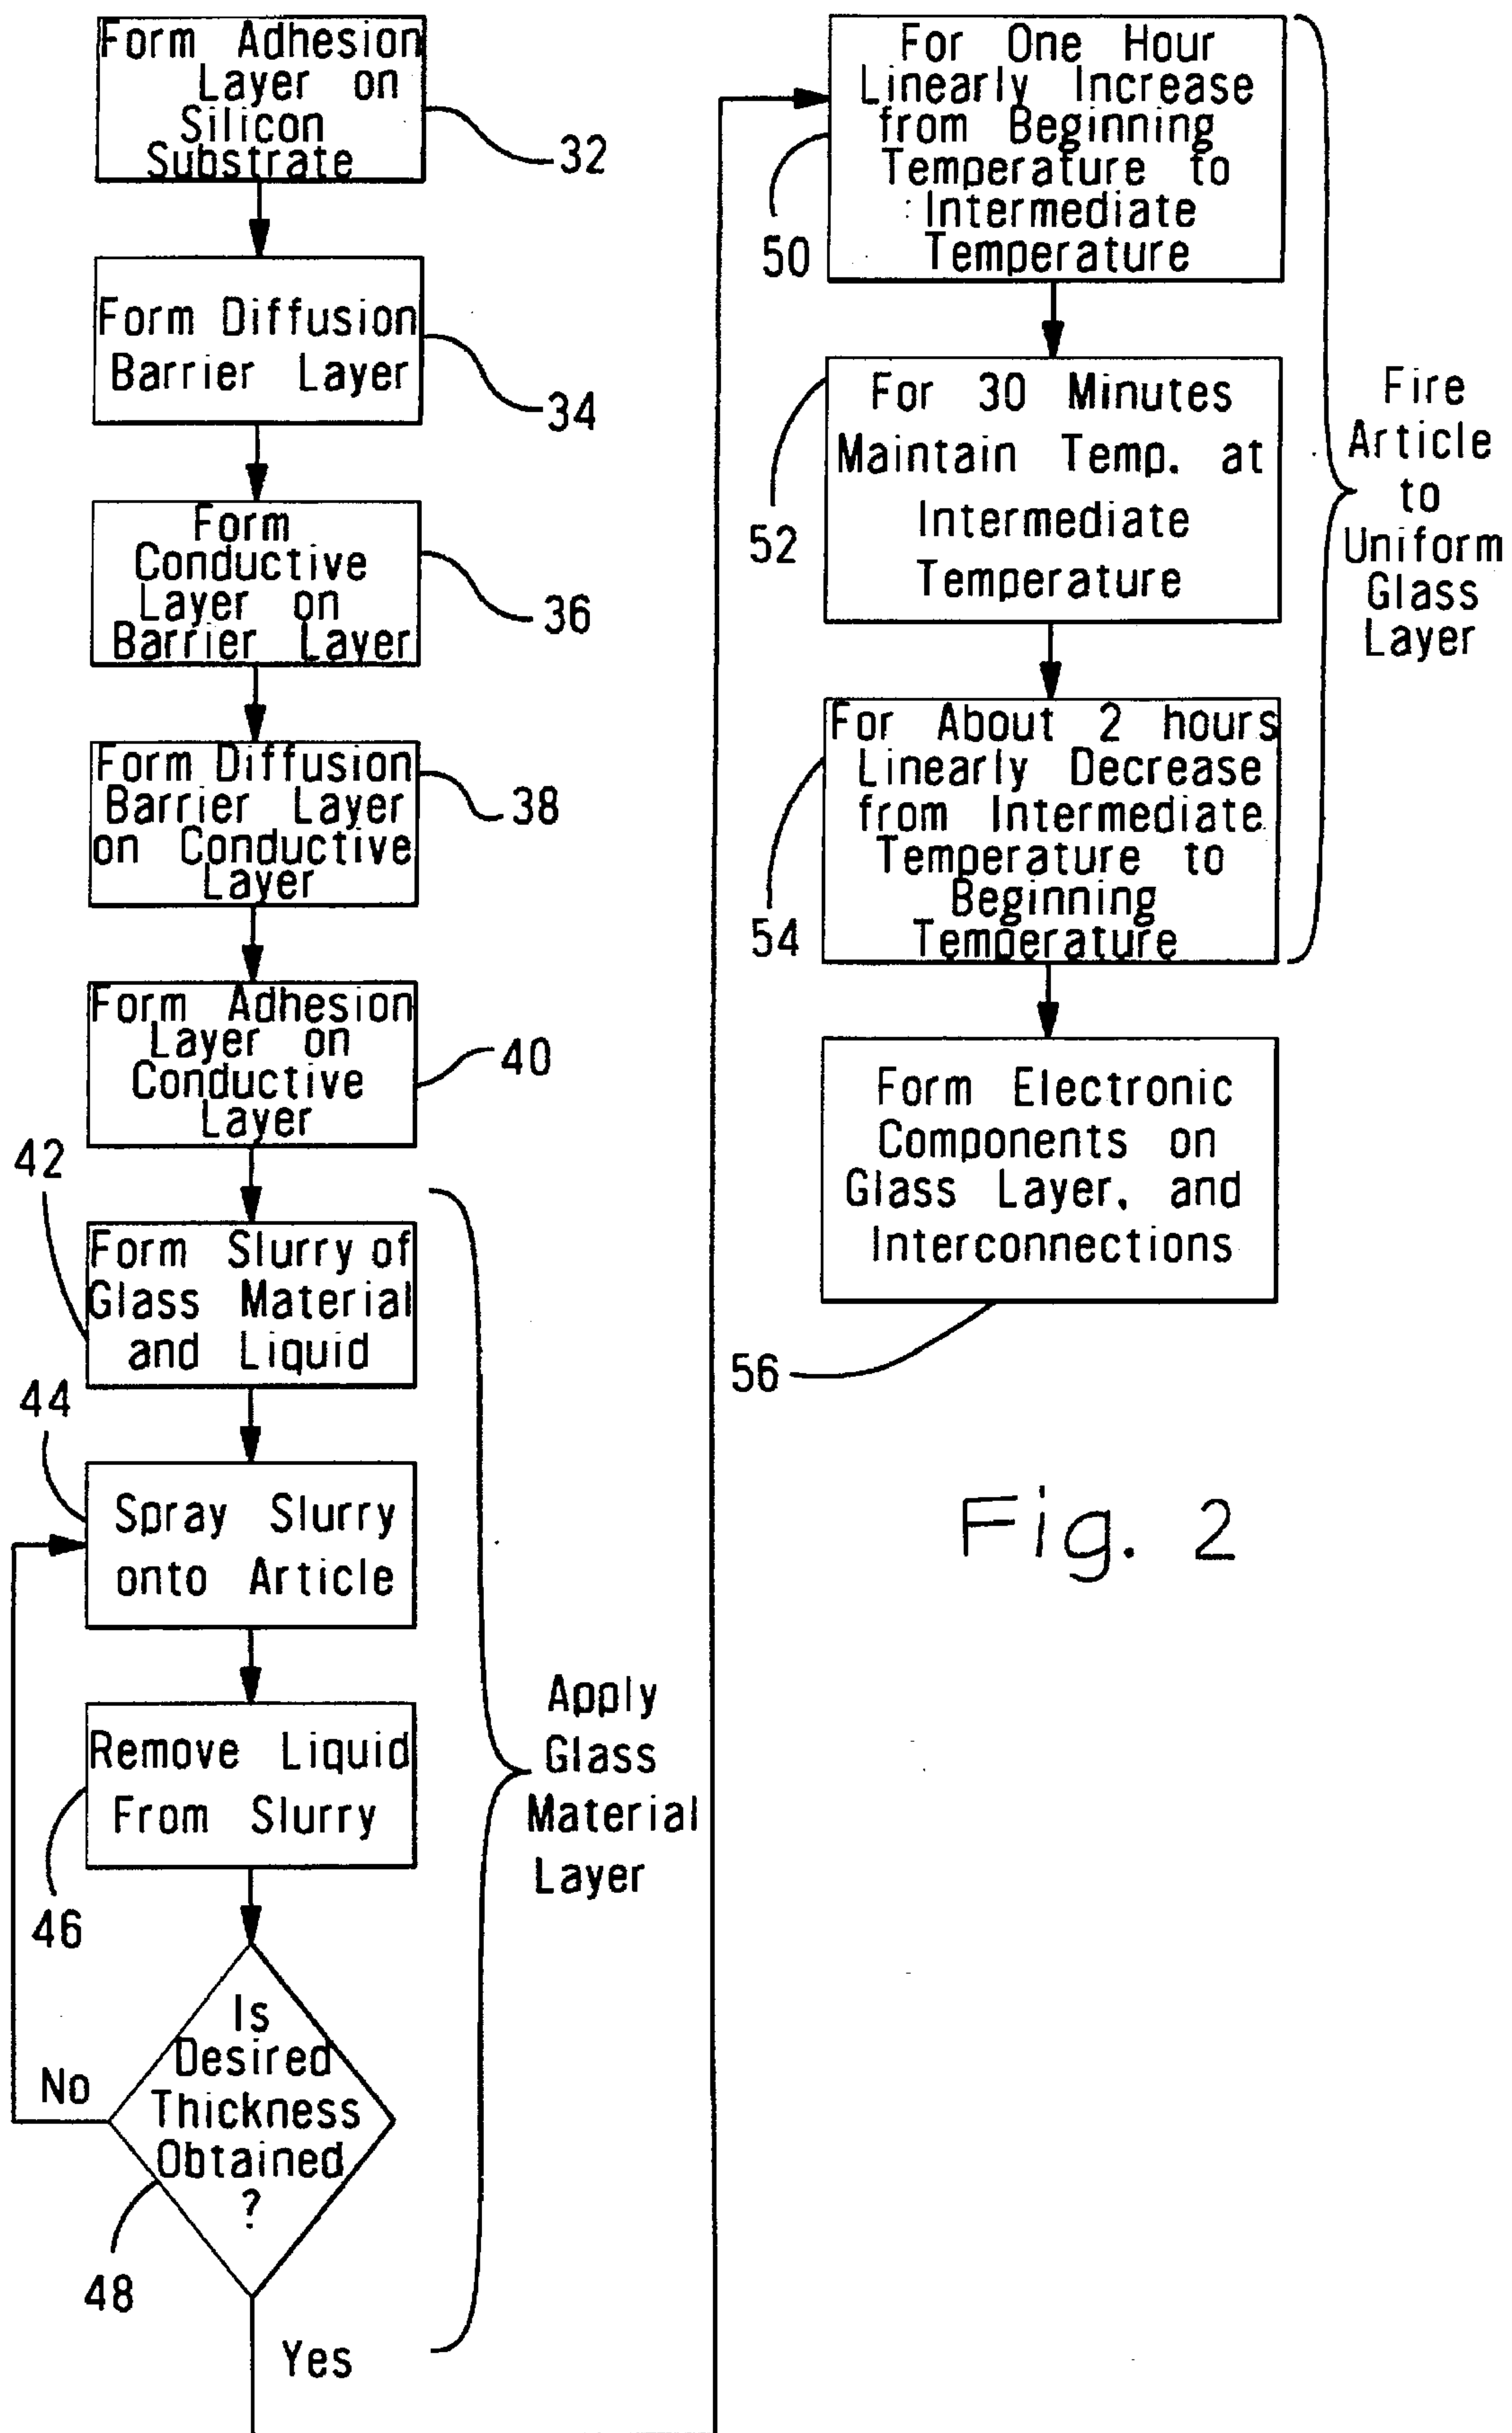 Form Adhesion
Layer on
Silicon
Substrate
32
Form Diffusion
Barrier Layer
34
Form
Conductive
Layer on
Barrier Layer
36
Form Diffusion
Barrier Layer
on Conductive
Layer
38
Form Adhesion
Layer on
Conductive
Layer
40
42
Form Slurry of
Glass Material
and Liquid
44
Spray Slurry
onto Article
Remove Liquid
From Slurry
46
Is
Desired
Thickness
Obtained
?
No
48
Yes
Apply
Glass
Material
Layer
For One Hour
Linearly Increase
from Beginning
Temperature to
Intermediate
Temperature
50
For 30 Minutes
Maintain Temp. at
Intermediate
Temperature
52
For About 2 hours
Linearly Decrease
from Intermediate
Temperature to
Beginning
Temperature
54
Fire
Article
to
Uniform
Glass
Layer
Form Electronic
Components on
Glass Layer, and
Interconnections
56
Fig. 2